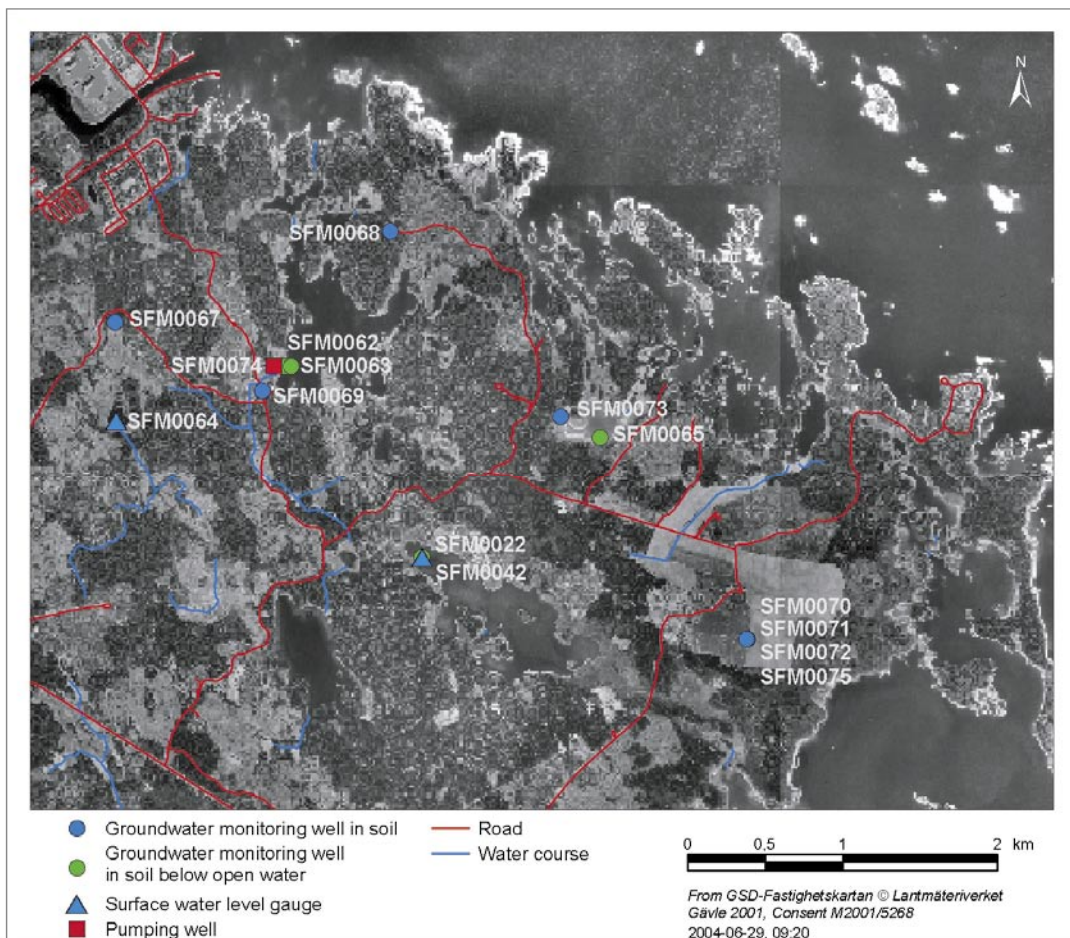 N
SFM0068
SFM0067
SFM0062
SFM0074
SFM0063
SFM0069
SFM0064
SFM0073
SFM0065
SFM0022
SFM0042
SFM0070
SFM0071
SFM0072
SFM0075
Groundwater monitoring well in soil
Groundwater monitoring well
in soil below open water
Surface water level gauge
Pumping well
Road
Water course
0 0,5 1 2 km
From GSD-Fastighetskartan © Lantmäteriverket
Gävle 2001, Consent M2001/5268
2004-06-29, 09:20